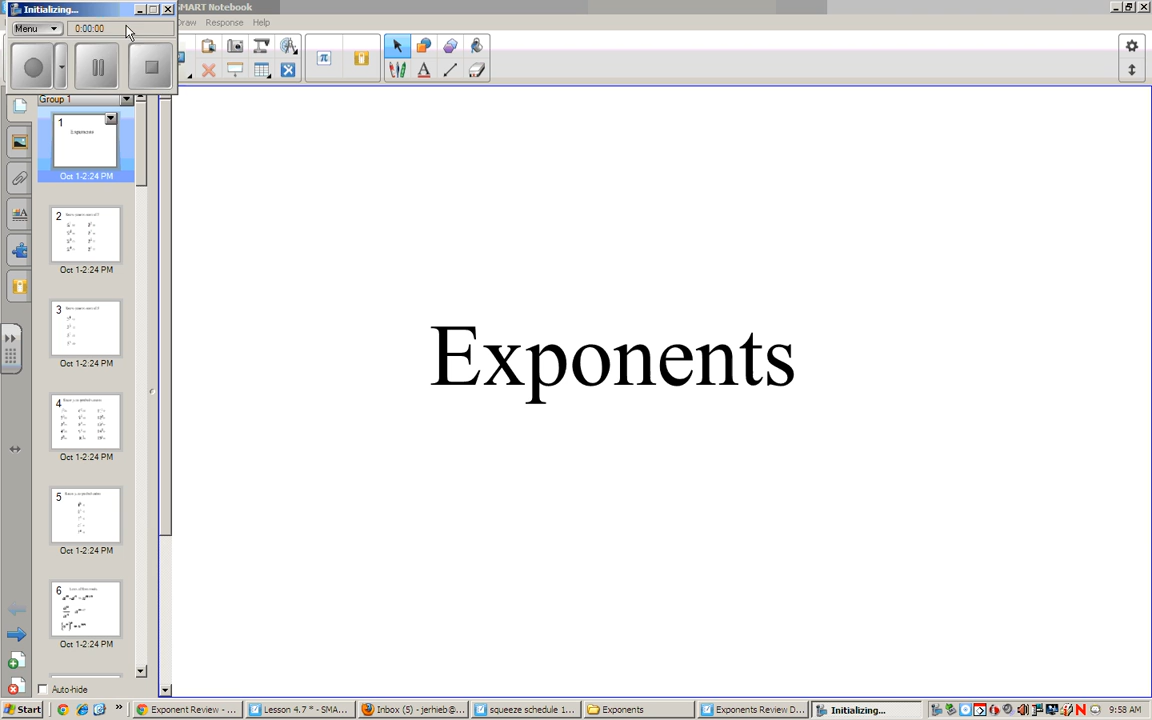 Initializing...
SMART Notebook
Menu
0:00:00
Draw Response Help
Group 1
1
Exponents
Oct 1-2:24 PM
2
Oct 1-2:24 PM
3
Oct 1-2:24 PM
4
Oct 1-2:24 PM
5
Oct 1-2:24 PM
6
Oct 1-2:24 PM
Exponents
Auto-hide
Start
Exponent Review - ...
Lesson 4.7 * - SMA...
Inbox (5) - jerhieb@...
squeeze schedule 1...
Exponents
Exponents Review D...
Initializing...
9:58 AM